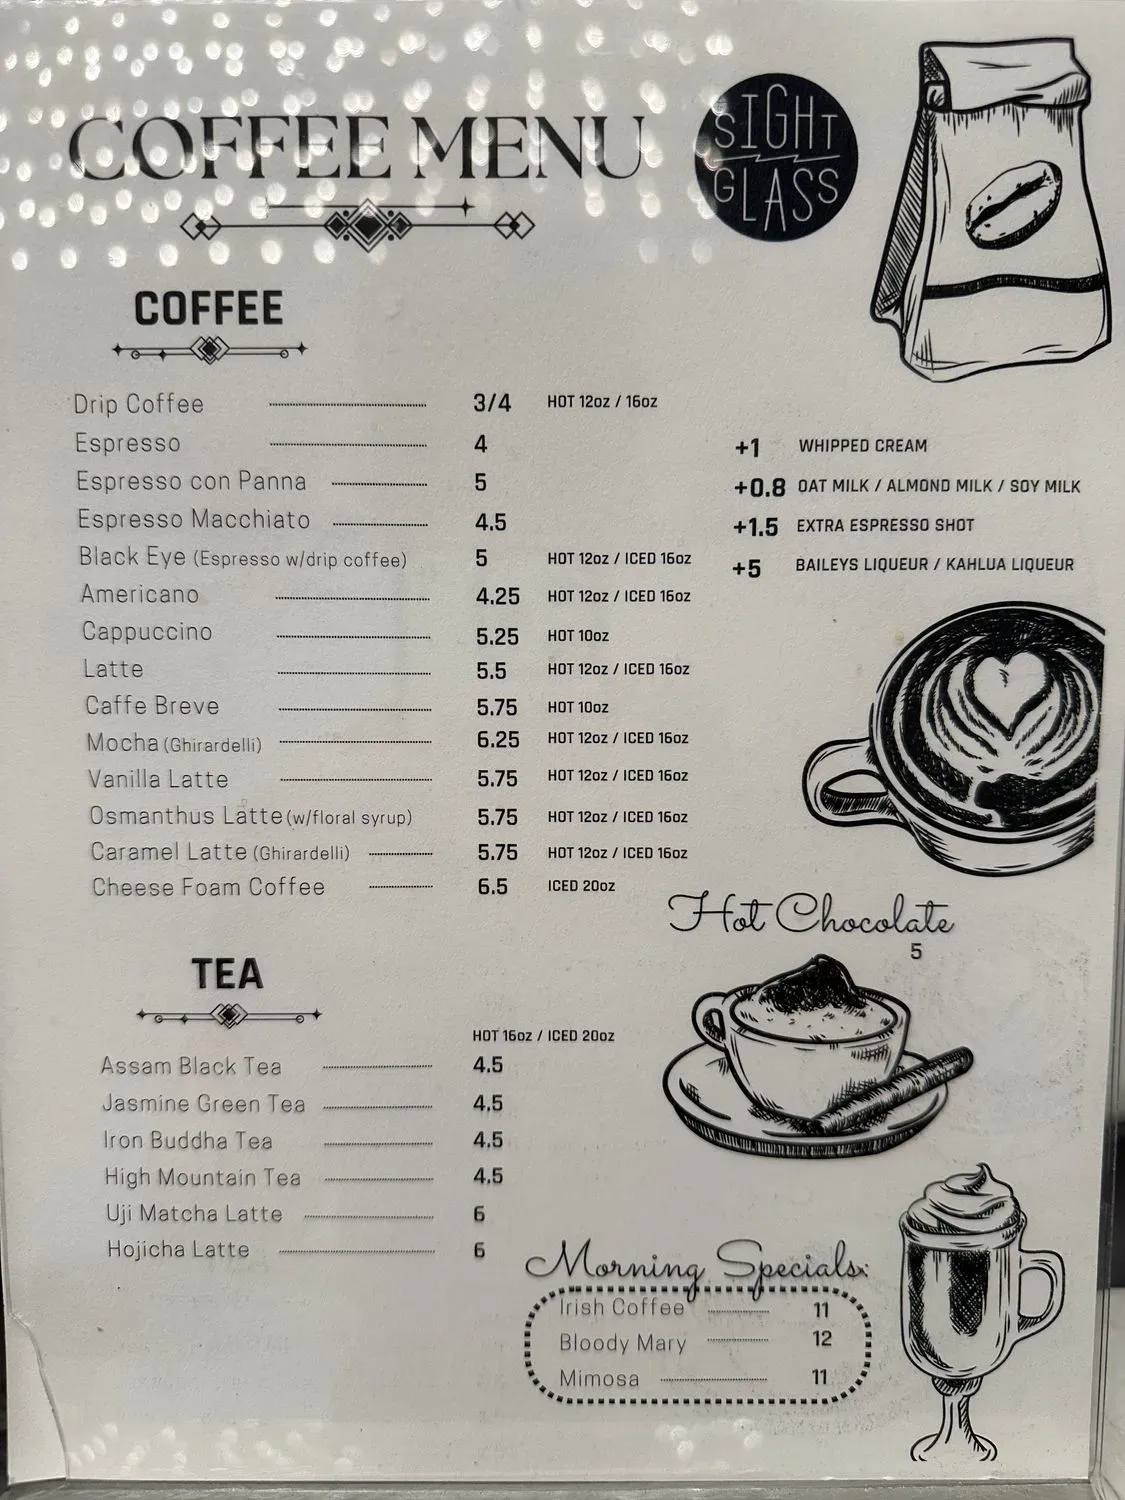 COFFEE MENU
SIGHT
GLASS
COFFEE
Drip Coffee 3/4 HOT 12oz / 16oz
Espresso 4
Espresso con Panna 5
Espresso Macchiato 4.5
Black Eye (Espresso w/drip coffee) 5 HOT 12oz / ICED 16oz
Americano 4.25 HOT 12oz / ICED 16oz
Cappuccino 5.25 HOT 10oz
Latte 5.5 HOT 12oz / ICED 16oz
Caffe Breve 5.75 HOT 10oz
Mocha (Ghirardelli) 6.25 HOT 12oz / ICED 16oz
Vanilla Latte 5.75 HOT 12oz / ICED 16oz
Osmanthus Latte (w/floral syrup) 5.75 HOT 12oz / ICED 16oz
Caramel Latte (Ghirardelli) 5.75 HOT 12oz / ICED 16oz
Cheese Foam Coffee 6.5 ICED 20oz
+1 WHIPPED CREAM
+0.8 OAT MILK / ALMOND MILK / SOY MILK
+1.5 EXTRA ESPRESSO SHOT
+5 BAILEYS LIQUEUR / KAHLUA LIQUEUR
Hot Chocolate
5
TEA
HOT 16oz / ICED 20oz
Assam Black Tea 4.5
Jasmine Green Tea 4.5
Iron Buddha Tea 4.5
High Mountain Tea 4.5
Uji Matcha Latte 6
Hojicha Latte 6
Morning Specials:
Irish Coffee 11
Bloody Mary 12
Mimosa 11